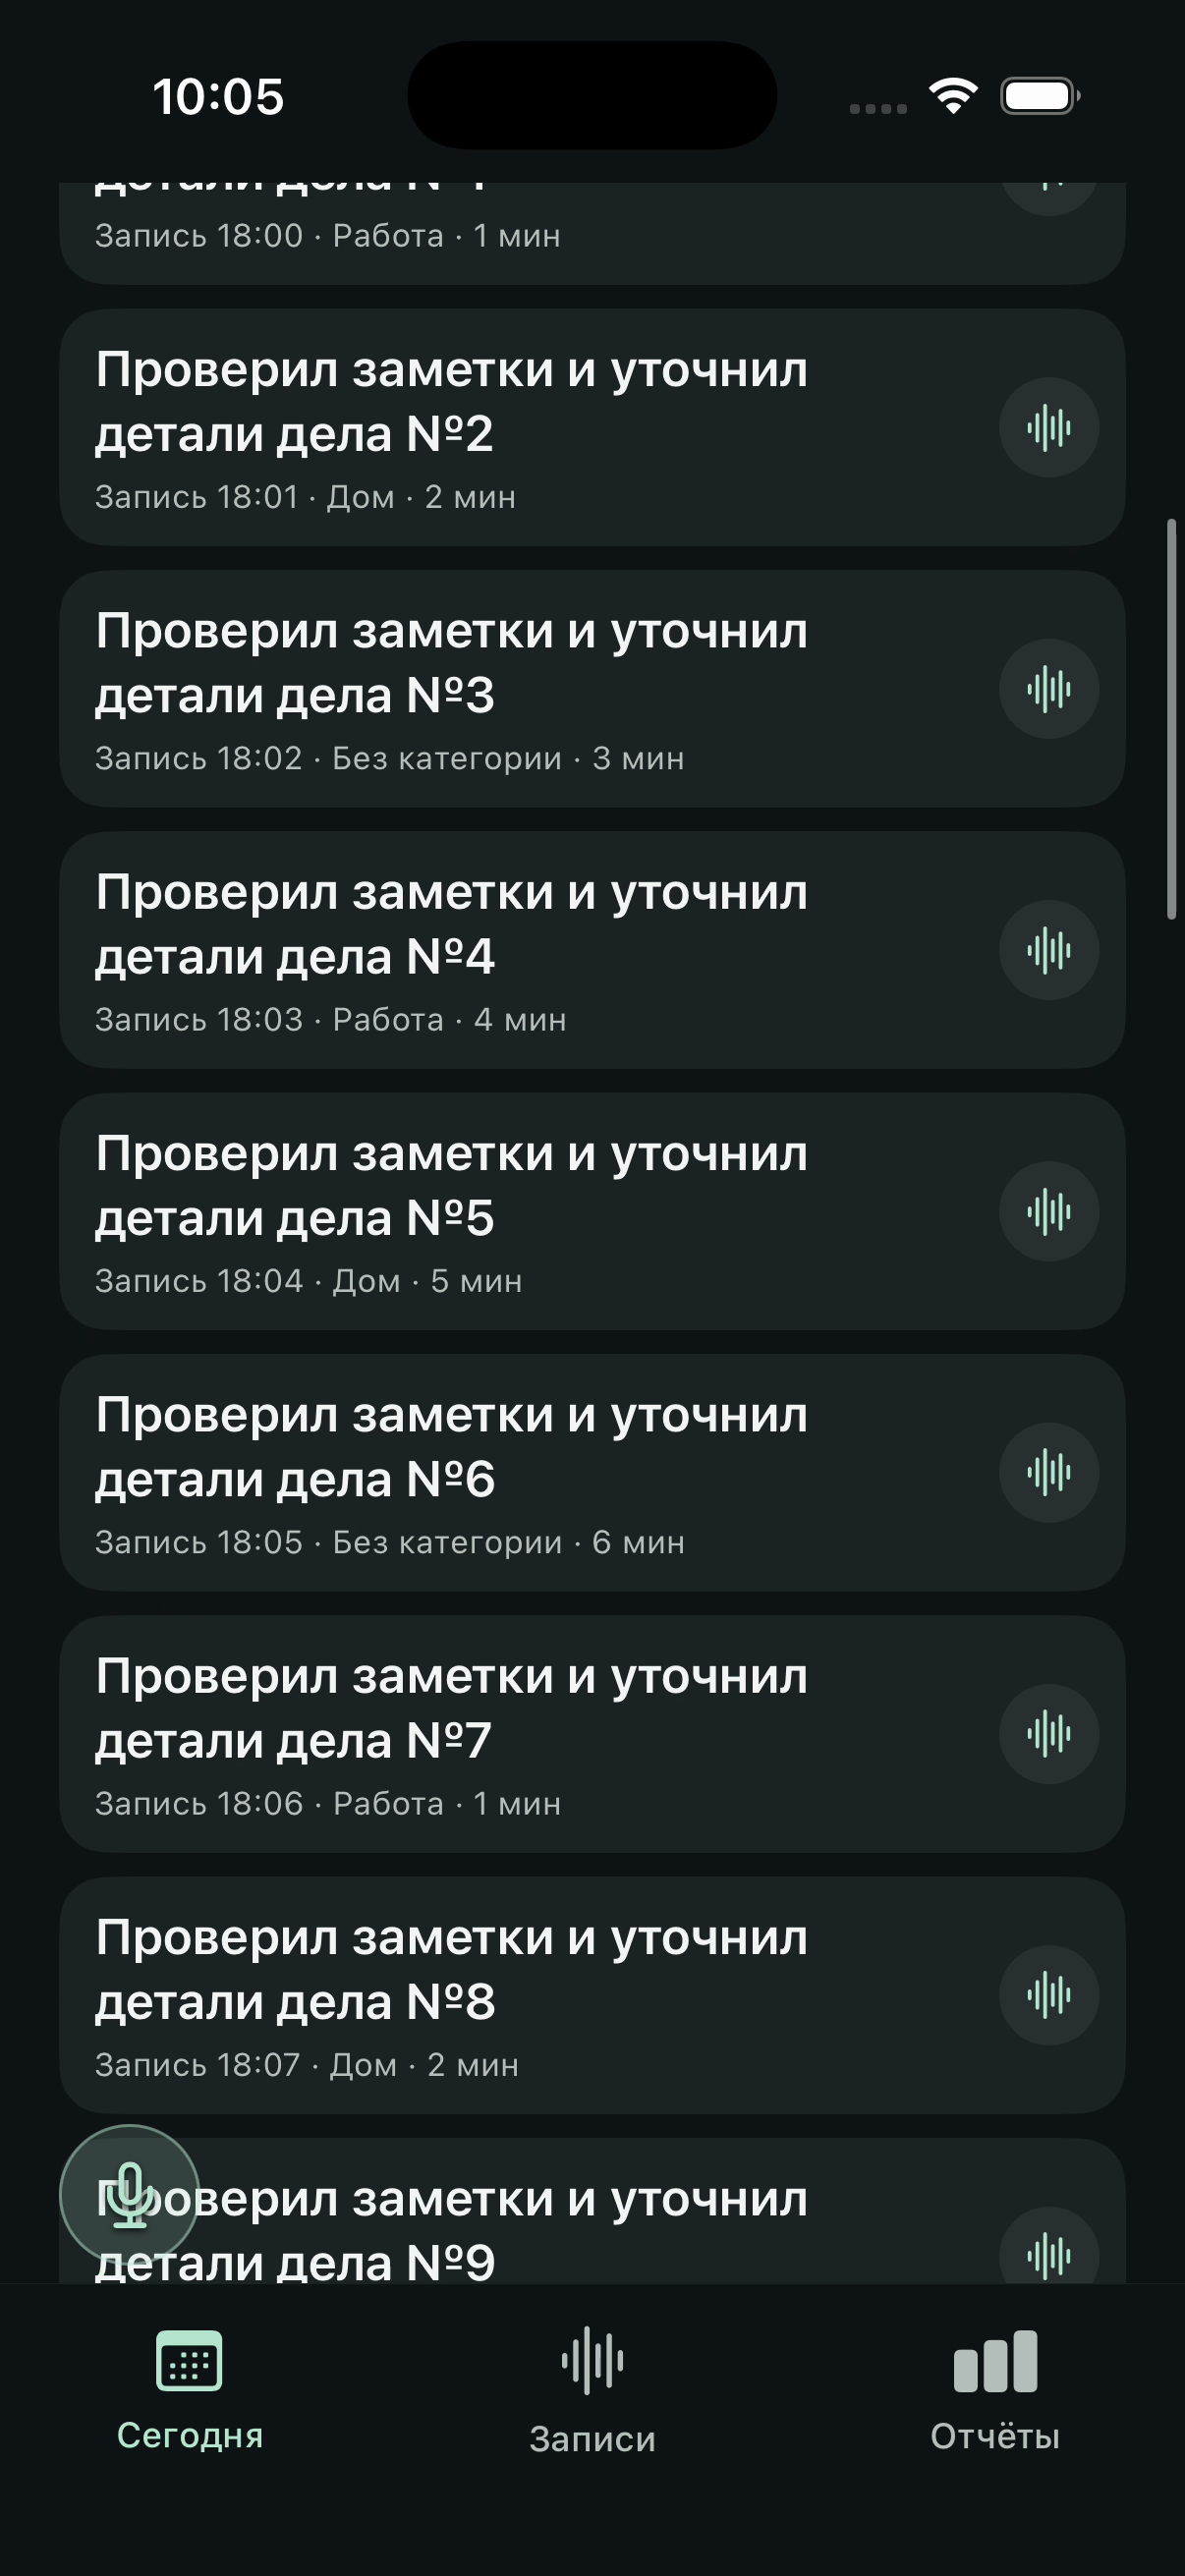 10:05
детали дела №1
Запись 18:00 · Работа · 1 мин
Проверил заметки и уточнил
детали дела №2
Запись 18:01 · Дом · 2 мин
Проверил заметки и уточнил
детали дела №3
Запись 18:02 · Без категории · 3 мин
Проверил заметки и уточнил
детали дела №4
Запись 18:03 · Работа · 4 мин
Проверил заметки и уточнил
детали дела №5
Запись 18:04 · Дом · 5 мин
Проверил заметки и уточнил
детали дела №6
Запись 18:05 · Без категории · 6 мин
Проверил заметки и уточнил
детали дела №7
Запись 18:06 · Работа · 1 мин
Проверил заметки и уточнил
детали дела №8
Запись 18:07 · Дом · 2 мин
Проверил заметки и уточнил
детали дела №9
Сегодня
Записи
Отчёты